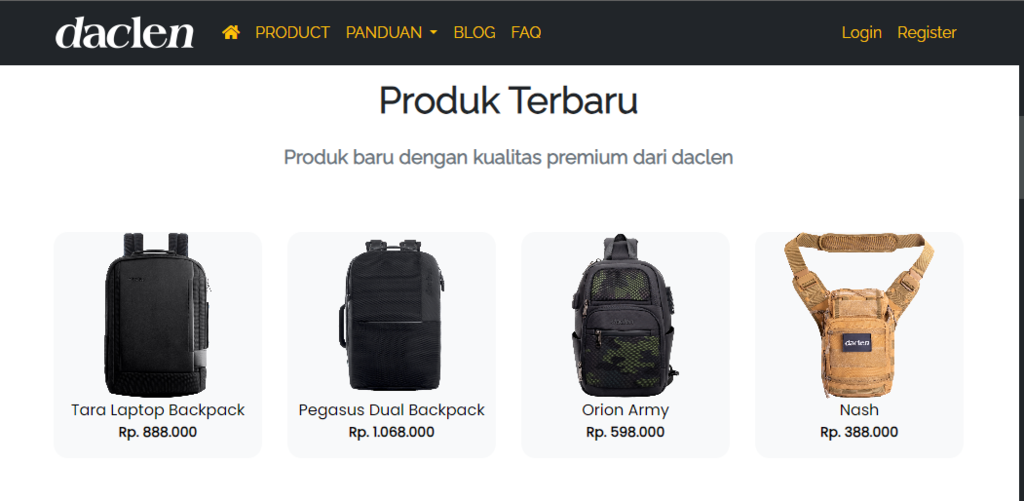 daclen
PRODUCT
PANDUAN
BLOG
FAQ
Login
Register
Produk Terbaru
Produk baru dengan kualitas premium dari daclen
daclen
Tara Laptop Backpack
Rp. 888.000
Pegasus Dual Backpack
Rp. 1.068.000
Orion Army
Rp. 598.000
Nash
Rp. 388.000